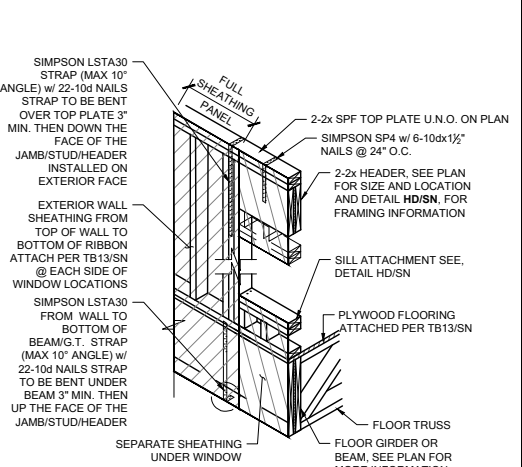 SIMPSON LSTA30
STRAP (MAX 10°
ANGLE) w/ 22-10d NAILS
STRAP TO BE BENT
OVER TOP PLATE 3"
MIN. THEN DOWN THE
FACE OF THE
JAMB/STUD/HEADER
INSTALLED ON
EXTERIOR FACE
EXTERIOR WALL
SHEATHING FROM
TOP OF WALL TO
BOTTOM OF RIBBON
ATTACH PER TB13/SN
@ EACH SIDE OF
WINDOW LOCATIONS
SIMPSON LSTA30
FROM WALL TO
BOTTOM OF
BEAM/G.T. STRAP
(MAX 10° ANGLE) w/
22-10d NAILS STRAP
TO BE BENT UNDER
BEAM 3" MIN. THEN
UP THE FACE OF THE
JAMB/STUD/HEADER
SEPARATE SHEATHING
UNDER WINDOW
FULL
SHEATHING
PANEL
2-2x SPF TOP PLATE U.N.O. ON PLAN
SIMPSON SP4 w/ 6-10dx1½"
NAILS @ 24" O.C.
2-2x HEADER, SEE PLAN
FOR SIZE AND LOCATION
AND DETAIL HD/SN, FOR
FRAMING INFORMATION
SILL ATTACHMENT SEE,
DETAIL HD/SN
PLYWOOD FLOORING
ATTACHED PER TB13/SN
FLOOR TRUSS
FLOOR GIRDER OR
BEAM, SEE PLAN FOR
MORE INFORMATION